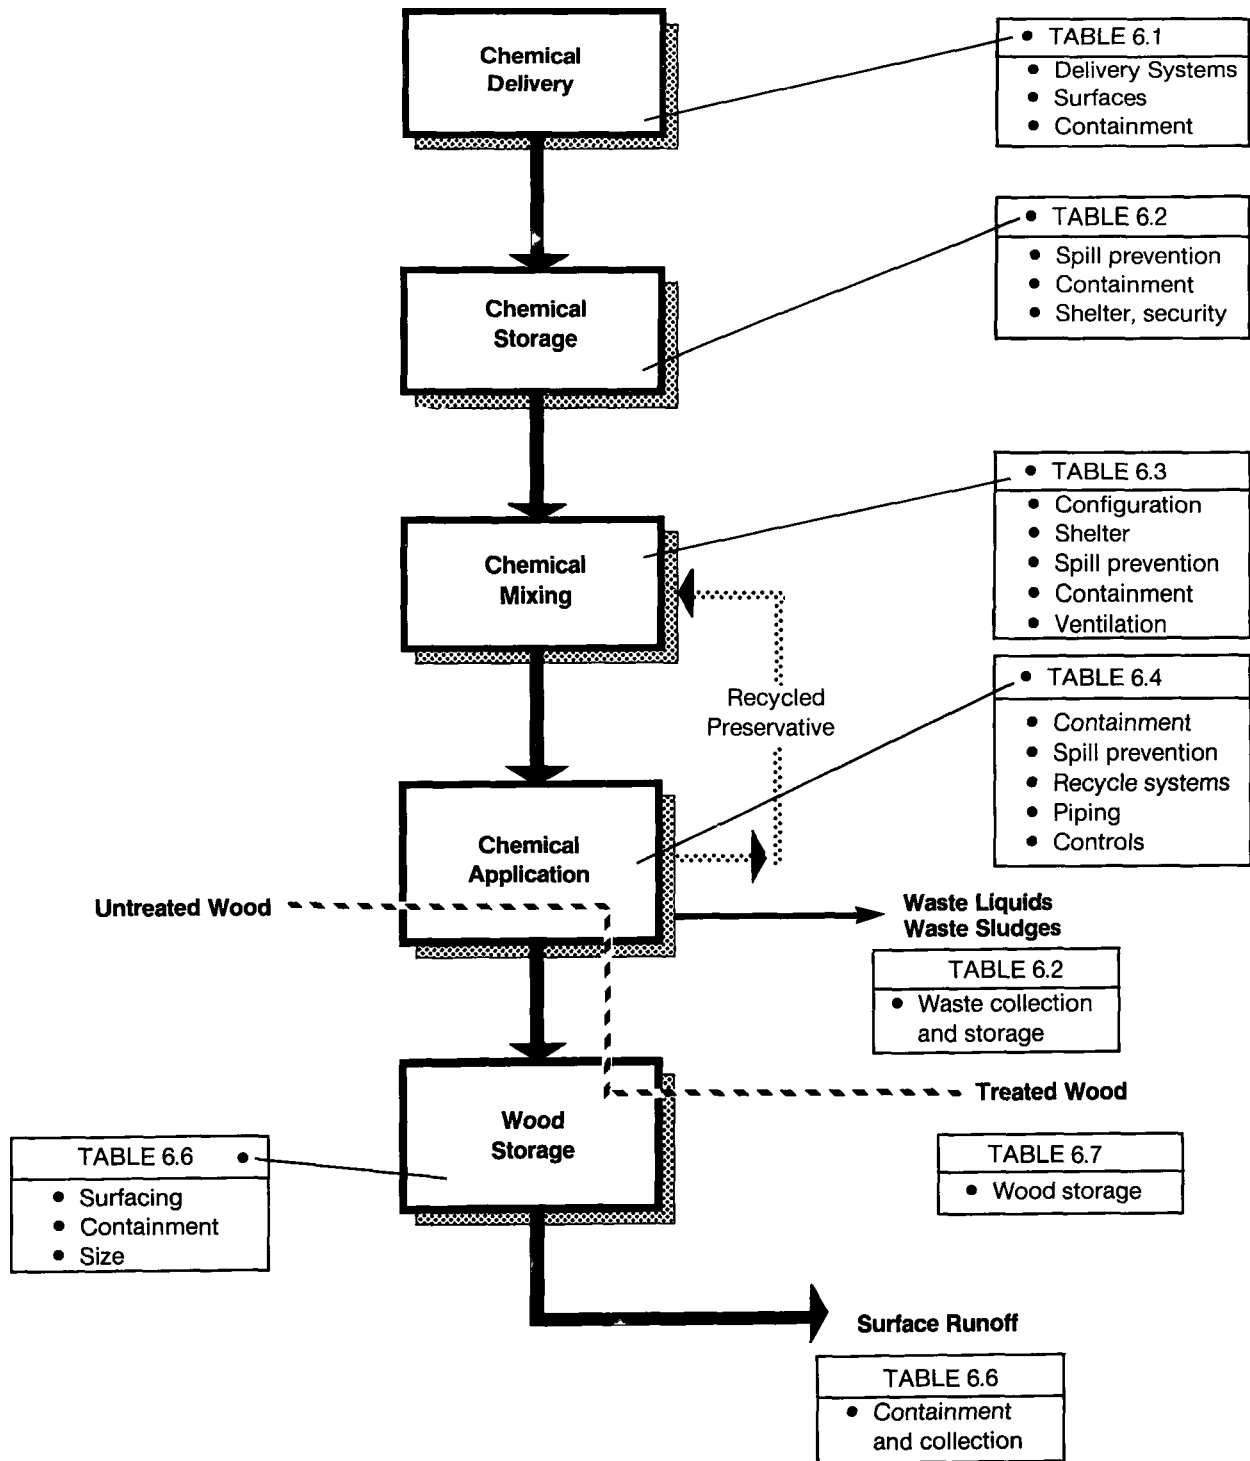 Chemical
Delivery
• TABLE 6.1
• Delivery Systems
• Surfaces
• Containment
Chemical
Storage
• TABLE 6.2
• Spill prevention
• Containment
• Shelter, security
Chemical
Mixing
• TABLE 6.3
• Configuration
• Shelter
• Spill prevention
• Containment
• Ventilation
Recycled
Preservative
• TABLE 6.4
• Containment
• Spill prevention
• Recycle systems
• Piping
• Controls
Chemical
Application
Untreated Wood
Waste Liquids
Waste Sludges
TABLE 6.2
• Waste collection
and storage
Treated Wood
Wood
Storage
TABLE 6.6 •
• Surfacing
• Containment
• Size
TABLE 6.7
• Wood storage
Surface Runoff
TABLE 6.6
• Containment
and collection